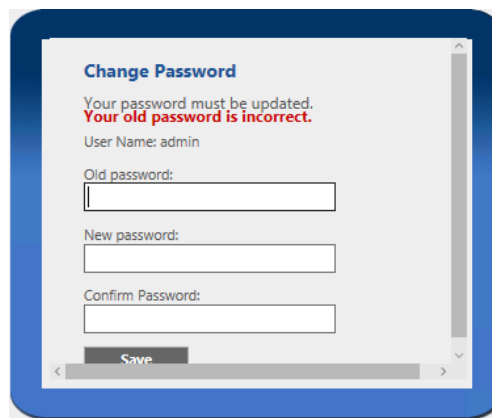 Change Password
Your password must be updated.
Your old password is incorrect.
User Name: admin
Old password:
New password:
Confirm Password:
Save